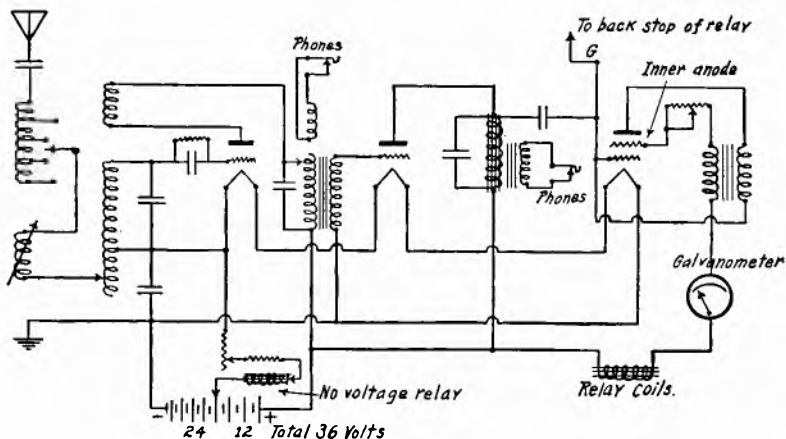 Phones
To back stop of relay
G
Inner anode
Phones
Galvanometer
No voltage relay
Relay coils.
- +
24 12 Total 36 Volts